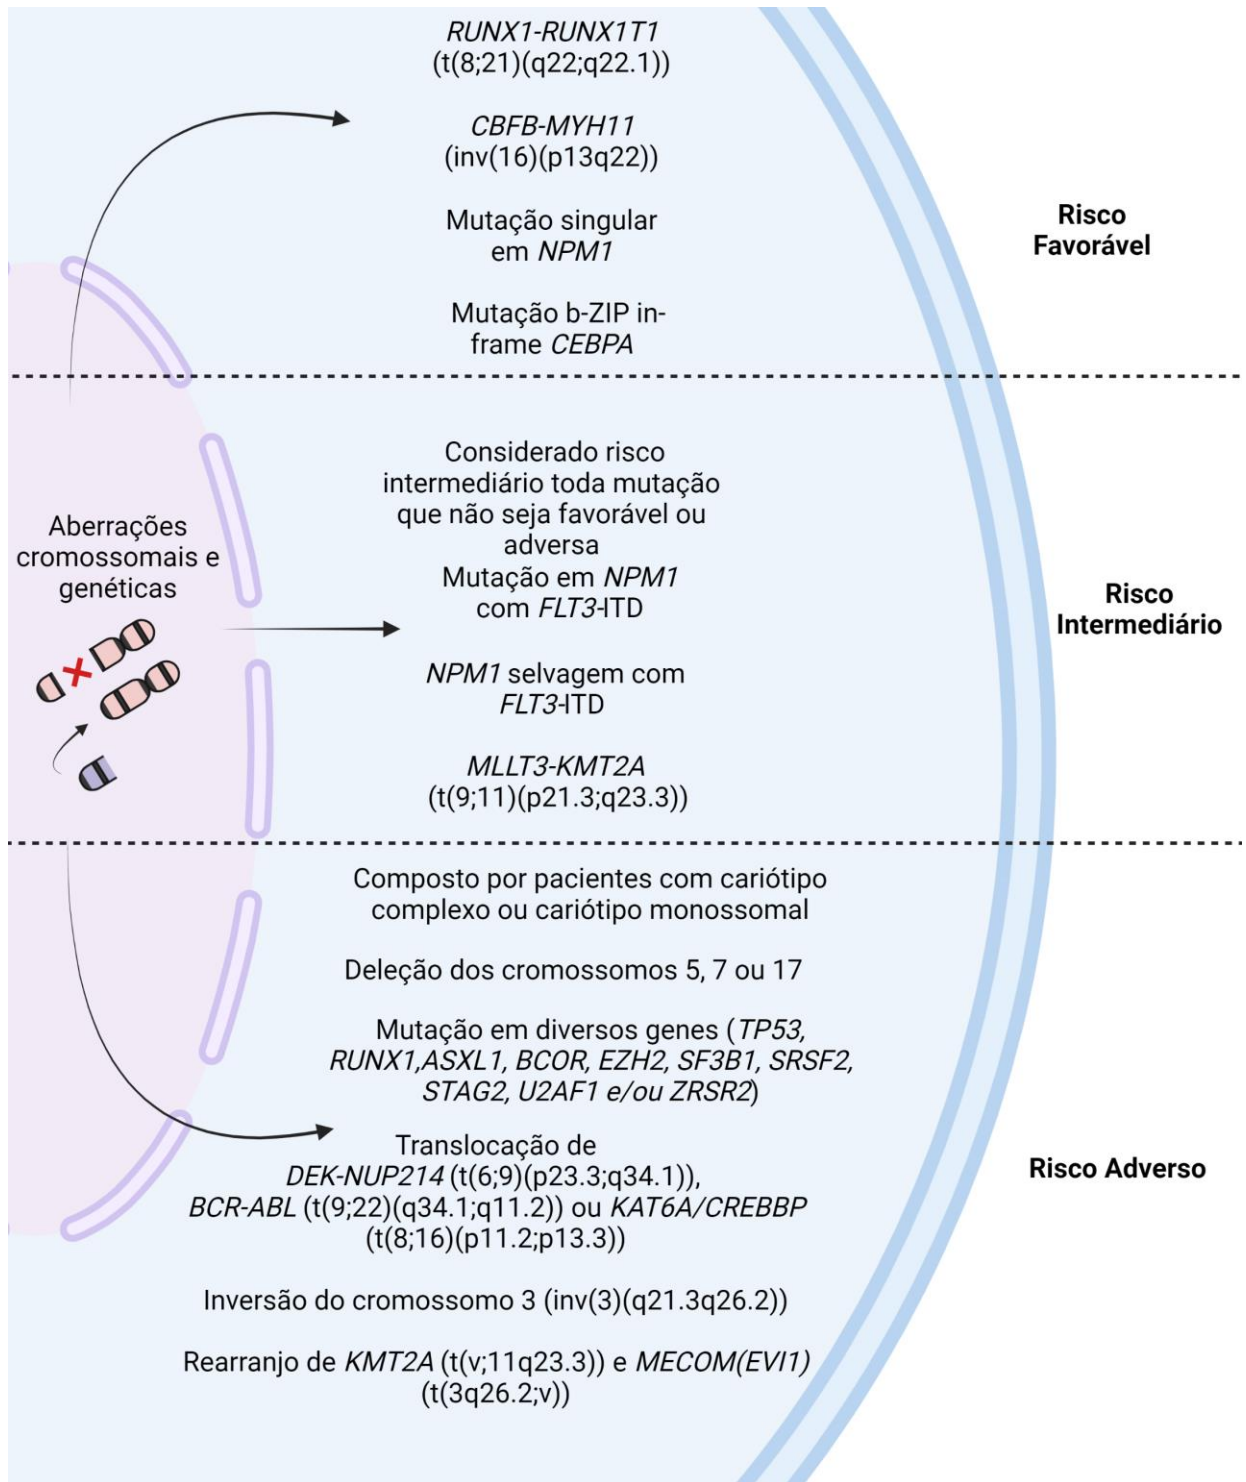 RUNX1-RUNX1T1
(t(8;21)(q22;q22.1))
CBFB-MYH11
(inv(16)(p13q22))
Mutação singular
em NPM1
Mutação b-ZIP in-
frame CEBPA
Risco
Favorável
Aberrações
cromossomais e
genéticas
Considerado risco
intermediário toda mutação
que não seja favorável ou
adversa
Mutação em NPM1
com FLT3-ITD
NPM1 selvagem com
FLT3-ITD
MLLT3-KMT2A
(t(9;11)(p21.3;q23.3))
Risco
Intermediário
Composto por pacientes com cariótipo
complexo ou cariótipo monossomal
Deleção dos cromossomos 5, 7 ou 17
Mutação em diversos genes (TP53,
RUNX1,ASXL1, BCOR, EZH2, SF3B1, SRSF2,
STAG2, U2AF1 e/ou ZRSR2)
Translocação de
DEK-NUP214 (t(6;9)(p23.3;q34.1)),
BCR-ABL (t(9;22)(q34.1;q11.2)) ou KAT6A/CREBBP
(t(8;16)(p11.2;p13.3))
Inversão do cromossomo 3 (inv(3)(q21.3q26.2))
Rearranjo de KMT2A (t(v;11q23.3)) e MECOM(EVI1)
(t(3q26.2;v))
Risco Adverso